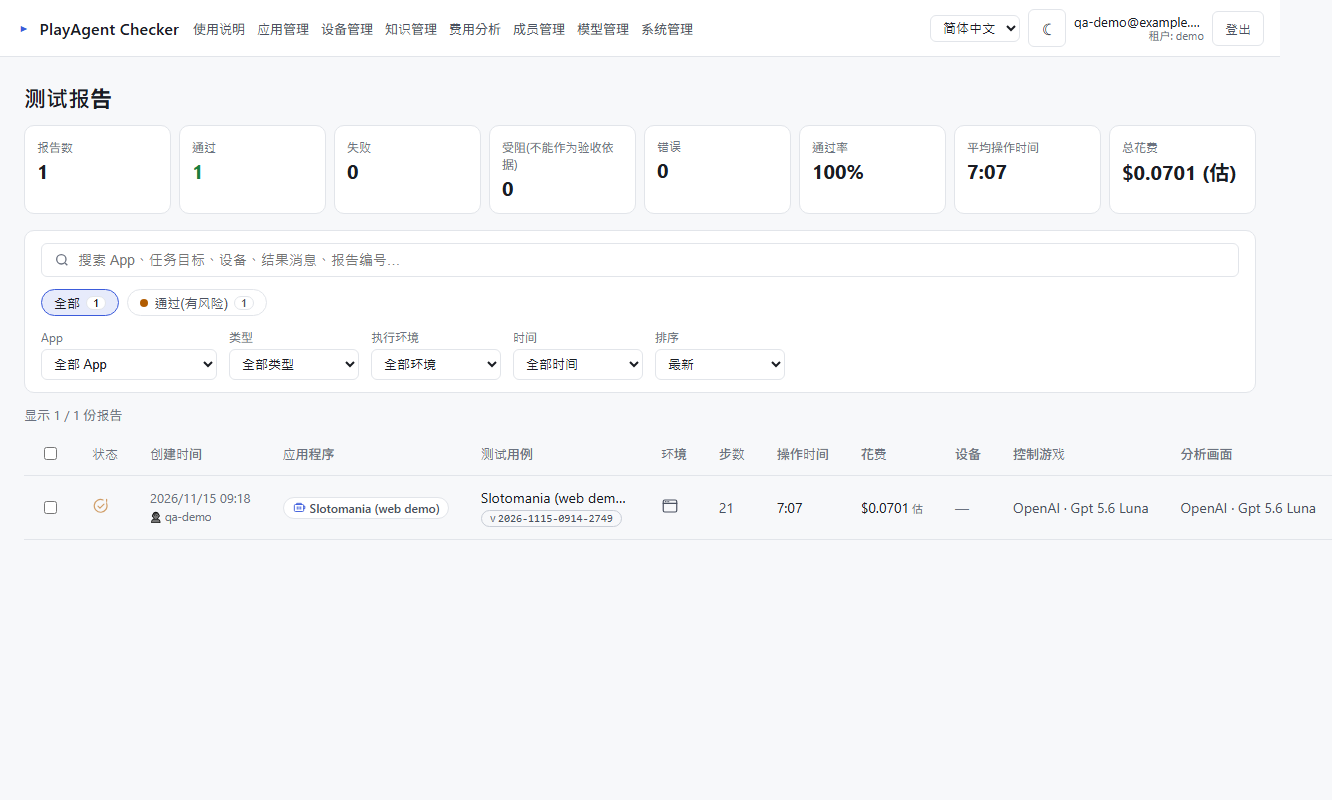 PlayAgent Checker 使用说明 应用管理 设备管理 知识管理 费用分析 成员管理 模型管理 系统管理 简体中文 qa-demo@example.... 登出
租户: demo
测试报告
报告数 通过 失败 受阻(不能作为验收依据) 错误 通过率 平均操作时间 总花费
1 1 0 0 0 100% 7:07 $0.0701 (估)
搜索 App、任务目标、设备、结果消息、报告编号...
全部 1 通过(有风险) 1
App 类型 执行环境 时间 排序
全部 App 全部类型 全部环境 全部时间 最新
显示 1 / 1 份报告
状态 创建时间 应用程序 测试用例 环境 步数 操作时间 花费 设备 控制游戏 分析画面
2026/11/15 09:18 Slotomania (web demo) Slotomania (web dem... 21 7:07 $0.0701 估 — OpenAI · Gpt 5.6 Luna OpenAI · Gpt 5.6 Luna
qa-demo v 2026-1115-0914-2749